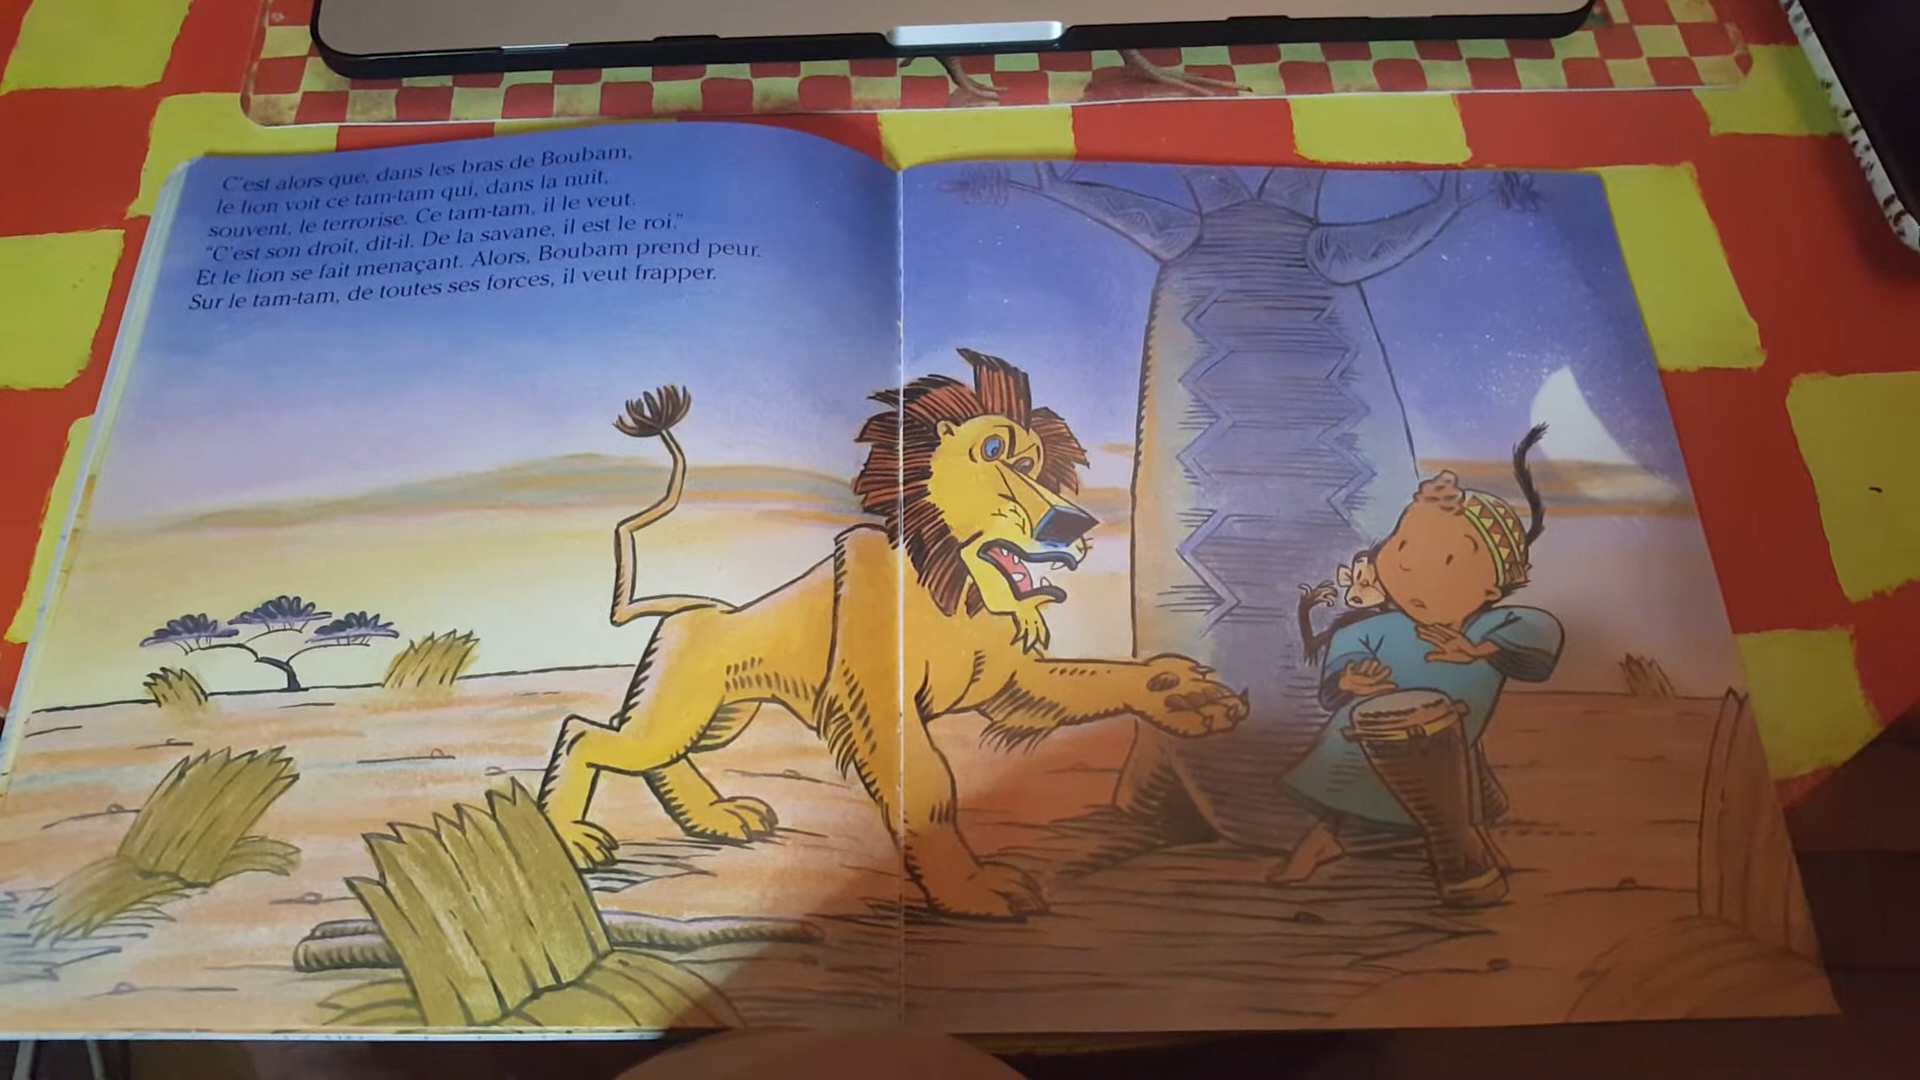 C'est alors que, dans les bras de Boubam,
le lion voit ce tam-tam qui, dans la nuit,
souvent, le terrorise. Ce tam-tam, il le veut.
"C'est son droit, dit-il. De la savane, il est le roi."
Et le lion se fait menaçant. Alors, Boubam prend peur.
Sur le tam-tam, de toutes ses forces, il veut frapper.